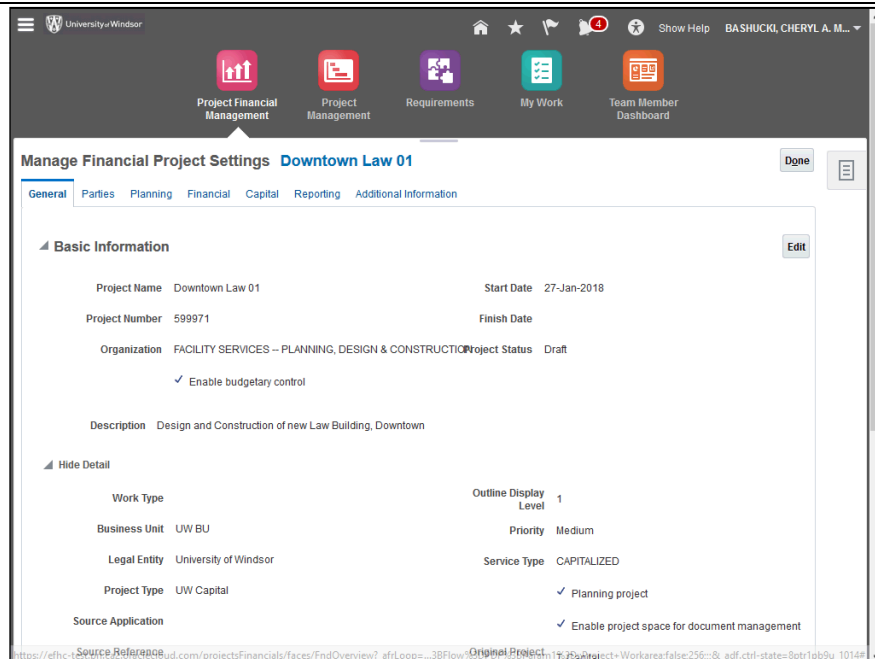 University of Windsor
4
Show Help
BASHUCKI, CHERYL A. M...
Project Financial Management
Project Management
Requirements
My Work
Team Member Dashboard
Manage Financial Project Settings Downtown Law 01
Done
General Parties Planning Financial Capital Reporting Additional Information
Basic Information
Edit
Project Name Downtown Law 01
Start Date 27-Jan-2018
Project Number 599971
Finish Date
Organization FACILITY SERVICES -- PLANNING, DESIGN & CONSTRUCTION
Project Status Draft
Enable budgetary control
Description Design and Construction of new Law Building, Downtown
Hide Detail
Work Type
Outline Display Level 1
Business Unit UW BU
Priority Medium
Legal Entity University of Windsor
Service Type CAPITALIZED
Project Type UW Capital
Planning project
Source Application
Enable project space for document management
Source Reference
Original Project